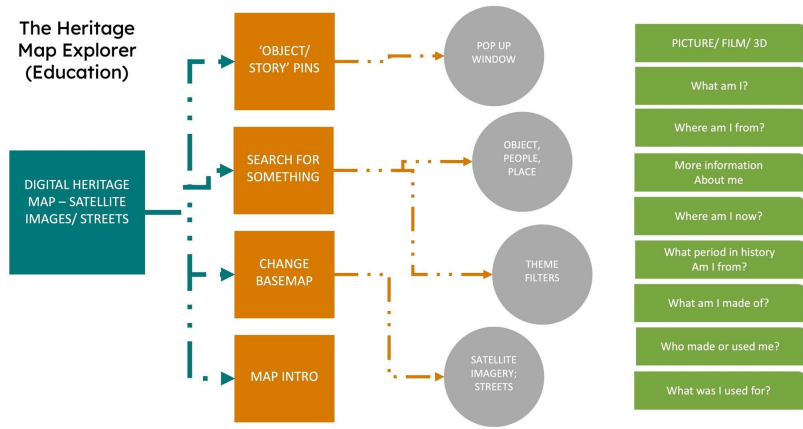 The Heritage
Map Explorer
(Education)
DIGITAL HERITAGE
MAP – SATELLITE
IMAGES/ STREETS
‘OBJECT/
STORY’ PINS
SEARCH FOR
SOMETHING
CHANGE
BASEMAP
MAP INTRO
POP UP
WINDOW
OBJECT,
PEOPLE,
PLACE
THEME
FILTERS
SATELLITE
IMAGERY;
STREETS
PICTURE/ FILM/ 3D
What am I?
Where am I from?
More information
About me
Where am I now?
What period in history
Am I from?
What am I made of?
Who made or used me?
What was I used for?